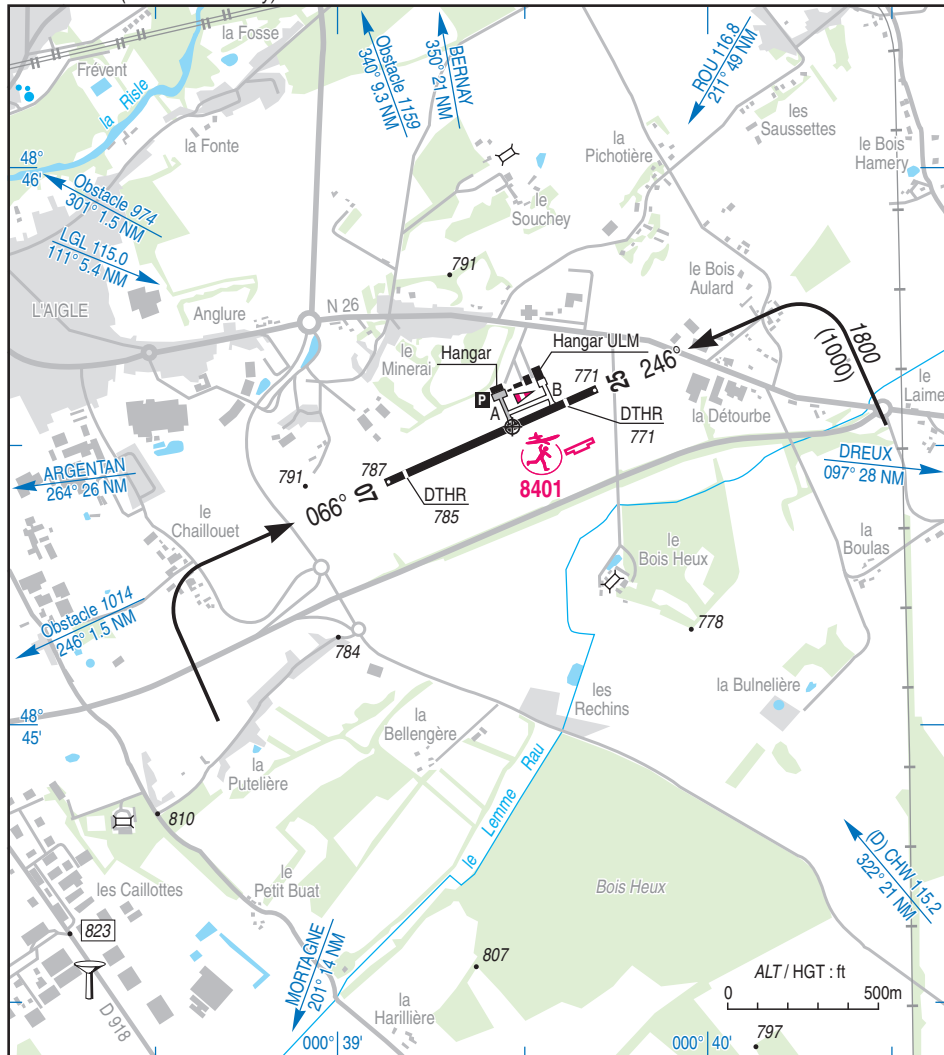 la Fosse
Frévent
la Risle
la Fonte
Obstacle 1159
340° 9.3 NM
BERNAY
350° 21 NM
ROU 116.8
211° 49 NM
les
Saussettes
la
Pichotière
le Bois
Hamery
48°
46'
Obstacle 974
301° 1.5 NM
LGL 115.0
111° 5.4 NM
le
Souchey
791
le Bois
Aulard
L'AIGLE
Anglure
N 26
1800
(1000)
le
Minerai
Hangar
Hangar ULM
771
25
246°
P
A
B
DTHR
771
la Détourbe
le
Laimé
8401
ARGENTAN
264° 26 NM
791
787
07
066°
DTHR
785
DREUX
097° 28 NM
le
Chaillouet
le
Bois Heux
la
Boulas
Obstacle 1014
246° 1.5 NM
784
778
la Bulnelière
les
Rechins
48°
45'
la
Bellengère
la
Putelière
le Lemme Rau
810
(D) CHW 115.2
322° 21 NM
les Caillottes
le
Petit Buat
Bois Heux
823
MORTAGNE
201° 14 NM
807
ALT / HGT : ft
0 500m
D 918
la
Harillière
000° 39'
000° 40'
797